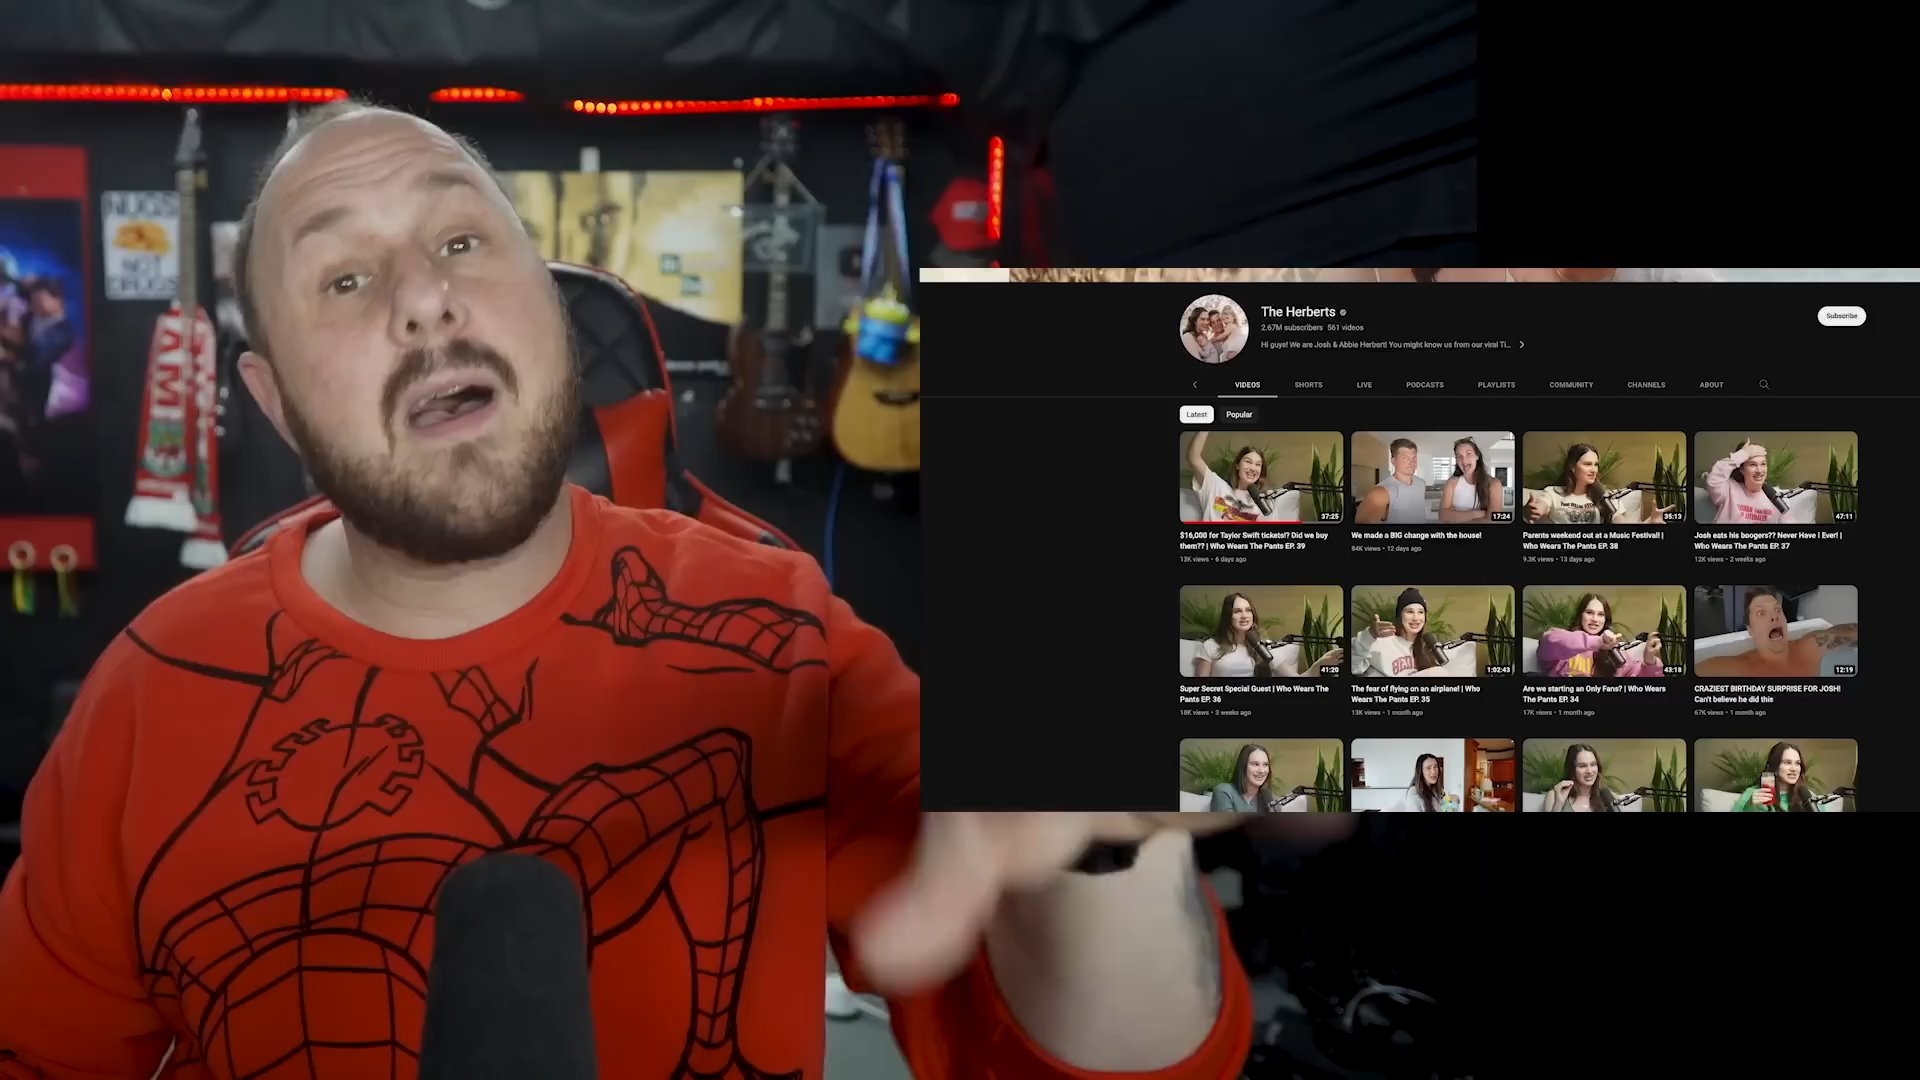 NUGS
NOT
DRUGS
The Herberts
2.67M subscribers 561 videos
Subscribe
Hi guys! We are Josh & Abbie Herbert! You might know us from our viral Ti...
VIDEOS SHORTS LIVE PODCASTS PLAYLISTS COMMUNITY CHANNELS ABOUT
Latest Popular
37:25 17:24 35:13 47:11
$16,000 for Taylor Swift tickets!? Did we buy
them?? | Who Wears The Pants EP. 39
13K views • 6 days ago
We made a BIG change with the house!
84K views • 12 days ago
Parents weekend out at a Music Festival! |
Who Wears The Pants EP. 38
9.3K views • 13 days ago
Josh eats his boogers?? Never Have I Ever! |
Who Wears The Pants EP. 37
12K views • 2 weeks ago
41:20 1:02:43 43:18 12:19
Super Secret Special Guest | Who Wears The
Pants EP. 36
18K views • 3 weeks ago
The fear of flying on an airplane! | Who
Wears The Pants EP. 35
13K views • 1 month ago
Are we starting an Only Fans? | Who Wears
The Pants EP. 34
17K views • 1 month ago
CRAZIEST BIRTHDAY SURPRISE FOR JOSH!
Can't believe he did this
67K views • 1 month ago